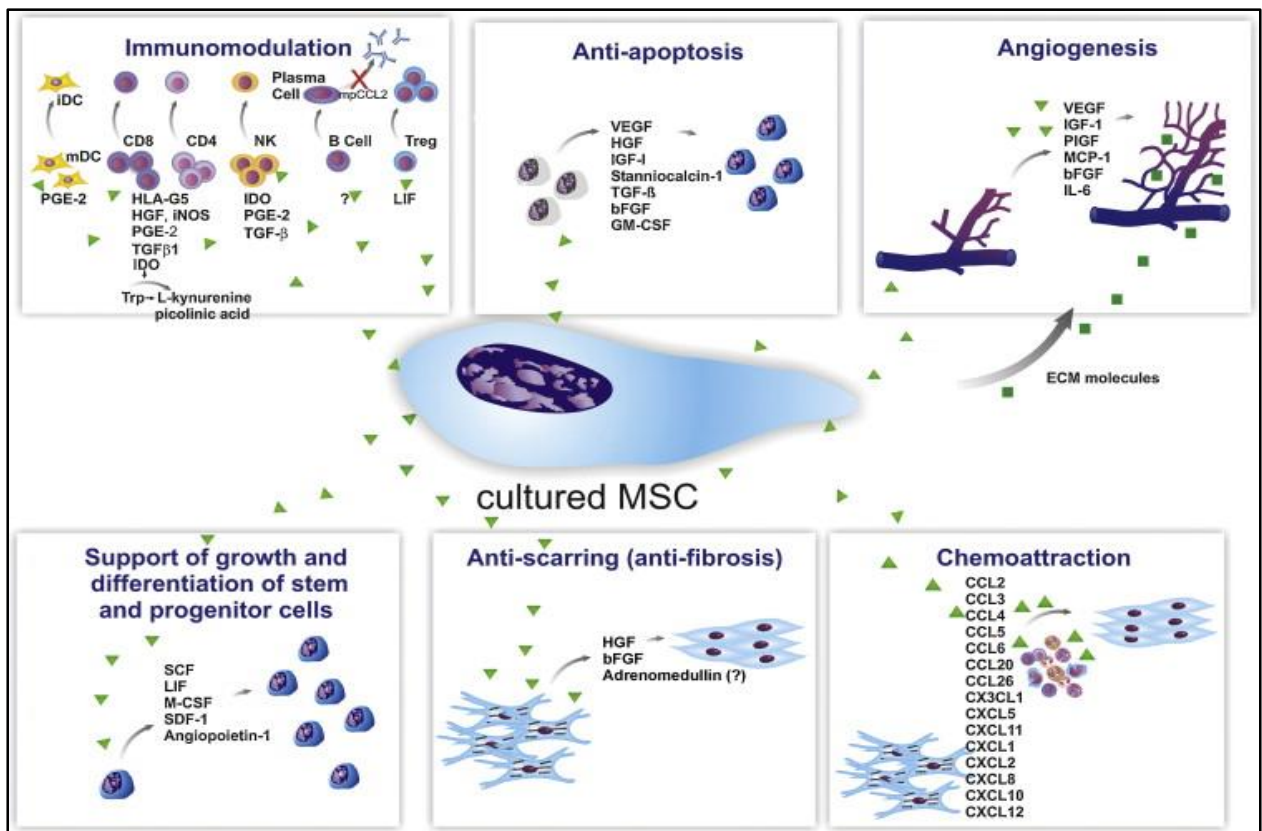 Immunomodulation
iDC
Plasma
Cell
mpCCL2
mDC
CD8
CD4
NK
B Cell
Treg
PGE-2
HLA-G5
HGF, iNOS
PGE-2
TGFβ1
IDO
IDO
PGE-2
TGF-β
?
LIF
Trp→L-kynurenine
picolinic acid
Anti-apoptosis
VEGF
HGF
IGF-I
Stanniocalcin-1
TGF-ß
bFGF
GM-CSF
Angiogenesis
VEGF
IGF-1
PIGF
MCP-1
bFGF
IL-6
ECM molecules
cultured MSC
Support of growth and
differentiation of stem
and progenitor cells
SCF
LIF
M-CSF
SDF-1
Angiopoietin-1
Anti-scarring (anti-fibrosis)
HGF
bFGF
Adrenomedullin (?)
Chemoattraction
CCL2
CCL3
CCL4
CCL5
CCL6
CCL20
CCL26
CX3CL1
CXCL5
CXCL11
CXCL1
CXCL2
CXCL8
CXCL10
CXCL12